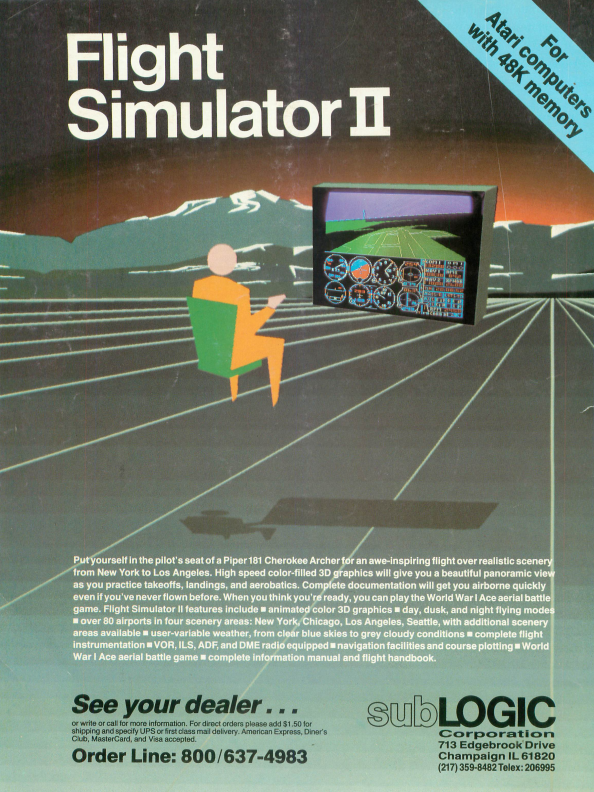 Flight
Simulator II
For
Atari computers
with 48K memory
Put yourself in the pilot's seat of a Piper 181 Cherokee Archer for an awe-inspiring flight over realistic scenery
from New York to Los Angeles. High speed color-filled 3D graphics will give you a beautiful panoramic view
as you practice takeoffs, landings, and aerobatics. Complete documentation will get you airborne quickly
even if you've never flown before. When you think you're ready, you can play the World War I Ace aerial battle
game. Flight Simulator II features include ■ animated color 3D graphics ■ day, dusk, and night flying modes
■ over 80 airports in four scenery areas: New York, Chicago, Los Angeles, Seattle, with additional scenery
areas available ■ user-variable weather, from clear blue skies to grey cloudy conditions ■ complete flight
instrumentation ■ VOR, ILS, ADF, and DME radio equipped ■ navigation facilities and course plotting ■ World
War I Ace aerial battle game ■ complete information manual and flight handbook.
See your dealer . . .
or write or call for more information. For direct orders please add $1.50 for
shipping and specify UPS or first class mail delivery. American Express, Diner's
Club, MasterCard, and Visa accepted.
Order Line: 800/637-4983
subLOGIC
Corporation
713 Edgebrook Drive
Champaign IL 61820
(217) 359-8482 Telex: 206995